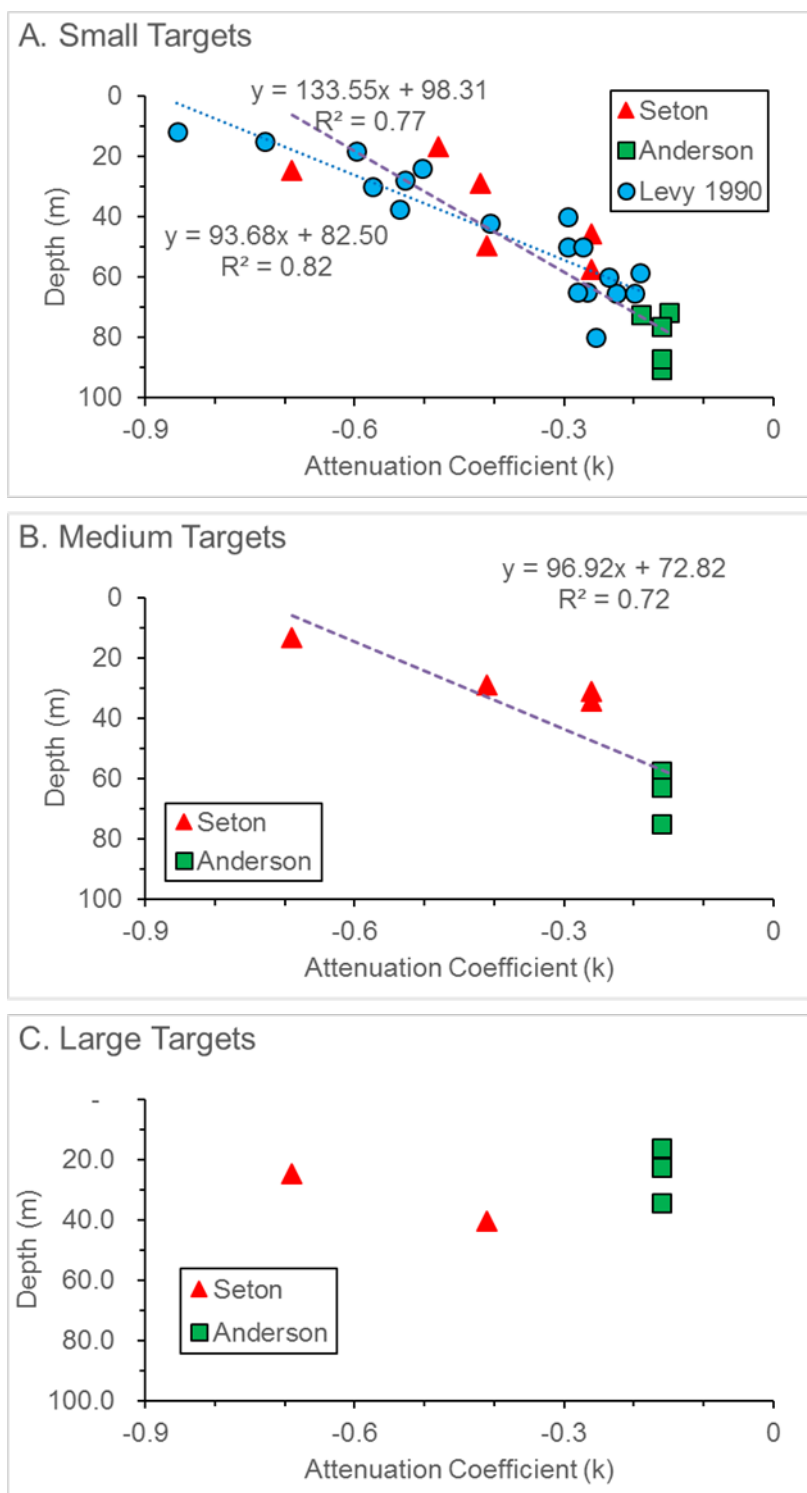 A. Small Targets
y = 133.55x + 98.31
R² = 0.77
Seton
Anderson
Levy 1990
y = 93.68x + 82.50
R² = 0.82
Depth (m)
0
20
40
60
80
100
-0.9
-0.6
-0.3
0
Attenuation Coefficient (k)
B. Medium Targets
y = 96.92x + 72.82
R² = 0.72
Depth (m)
0
20
40
60
80
100
Seton
Anderson
-0.9
-0.6
-0.3
0
Attenuation Coefficient (k)
C. Large Targets
Depth (m)
-
20.0
40.0
60.0
80.0
100.0
Seton
Anderson
-0.9
-0.6
-0.3
0
Attenuation Coefficient (k)